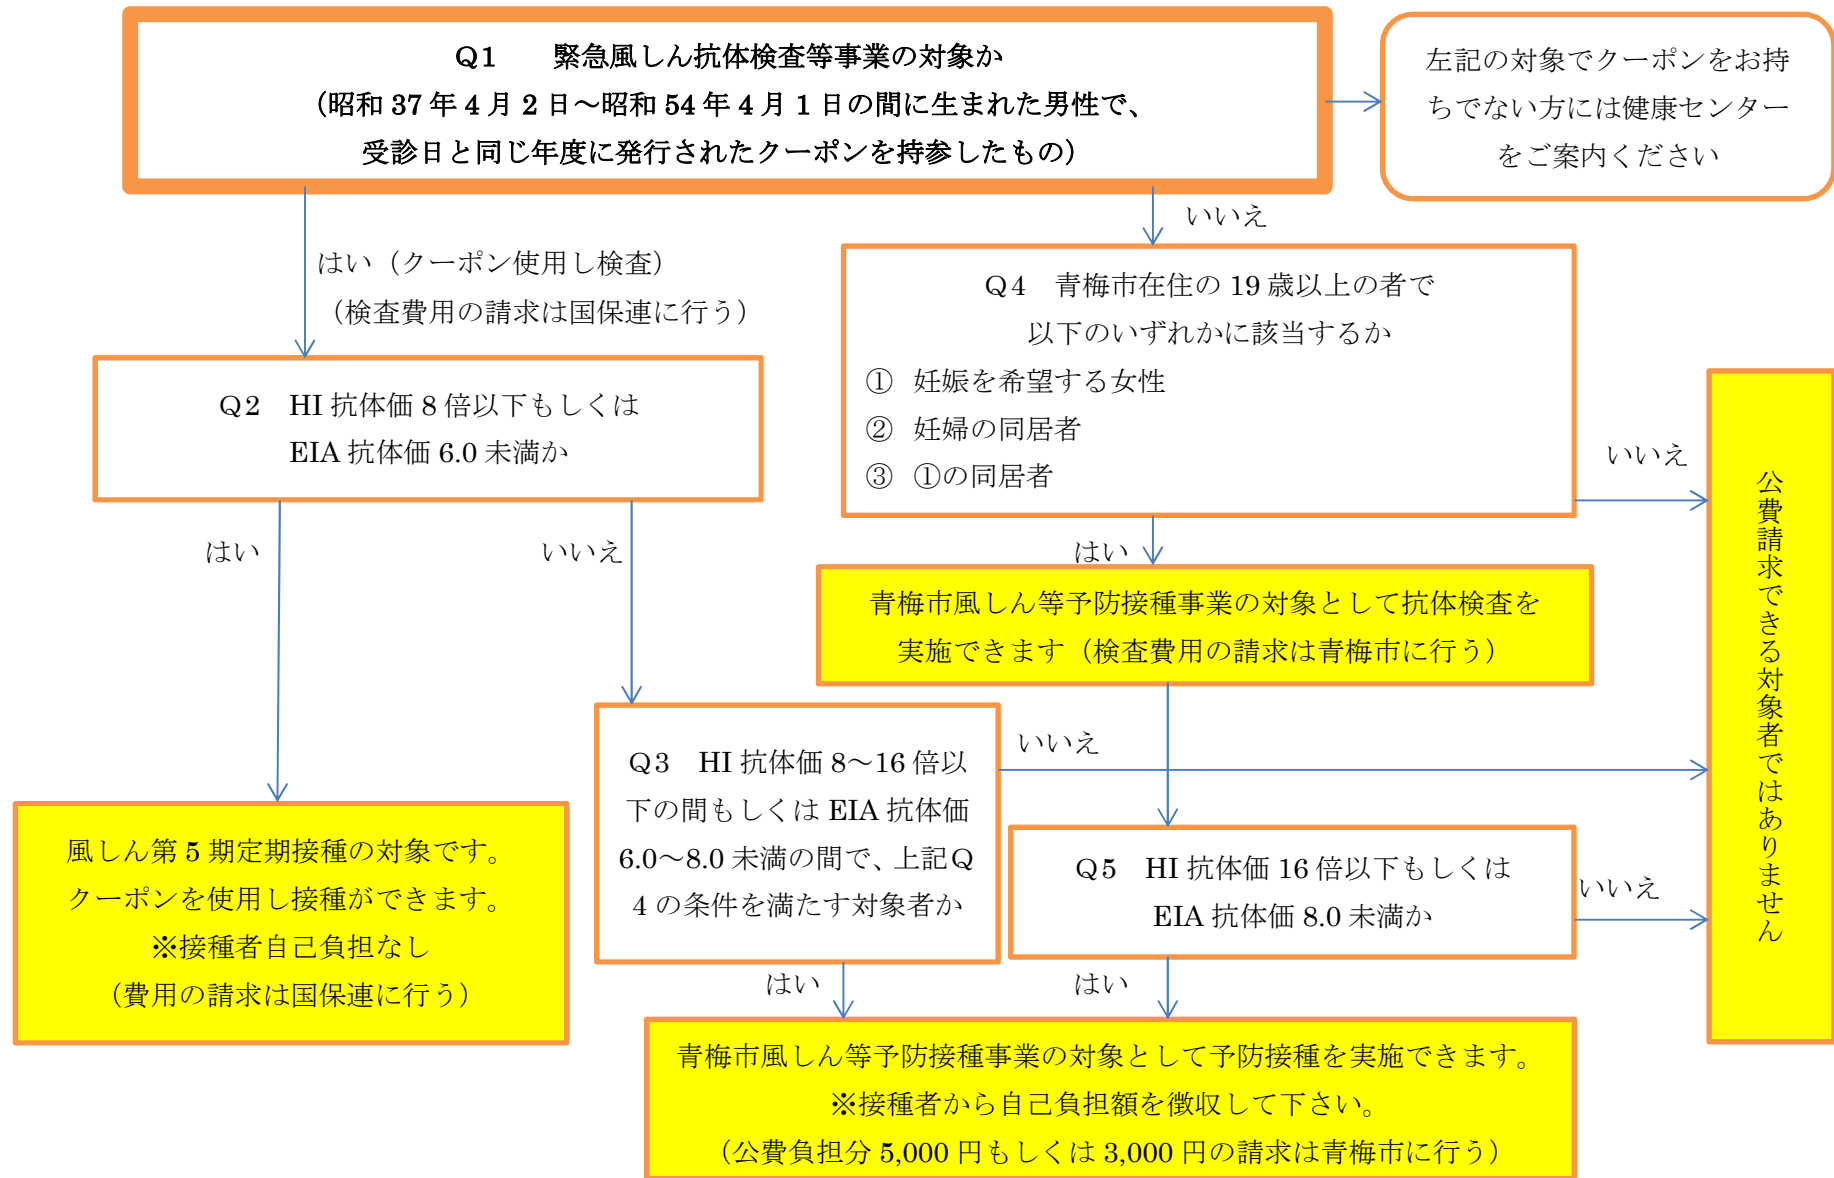 Q1　緊急風しん抗体検査等事業の対象か
（昭和 37 年 4 月 2 日～昭和 54 年 4 月 1 日の間に生まれた男性で、
受診日と同じ年度に発行されたクーポンを持参したもの）
左記の対象でクーポンをお持
ちでない方には健康センター
をご案内ください
はい（クーポン使用し検査）
（検査費用の請求は国保連に行う）
いいえ
Q2　HI 抗体価 8 倍以下もしくは
EIA 抗体価 6.0 未満か
Q4　青梅市在住の 19 歳以上の者で
以下のいずれかに該当するか
① 妊娠を希望する女性
② 妊婦の同居者
③ ①の同居者
いいえ
はい
いいえ
はい
青梅市風しん等予防接種事業の対象として抗体検査を
実施できます（検査費用の請求は青梅市に行う）
公費請求できる対象者ではありません
Q3　HI 抗体価 8～16 倍以
下の間もしくは EIA 抗体価
6.0～8.0 未満の間で、上記Q
4 の条件を満たす対象者か
いいえ
Q5　HI 抗体価 16 倍以下もしくは
EIA 抗体価 8.0 未満か
いいえ
風しん第 5 期定期接種の対象です。
クーポンを使用し接種ができます。
※接種者自己負担なし
（費用の請求は国保連に行う）
はい
はい
青梅市風しん等予防接種事業の対象として予防接種を実施できます。
※接種者から自己負担額を徴収して下さい。
（公費負担分 5,000 円もしくは 3,000 円の請求は青梅市に行う）